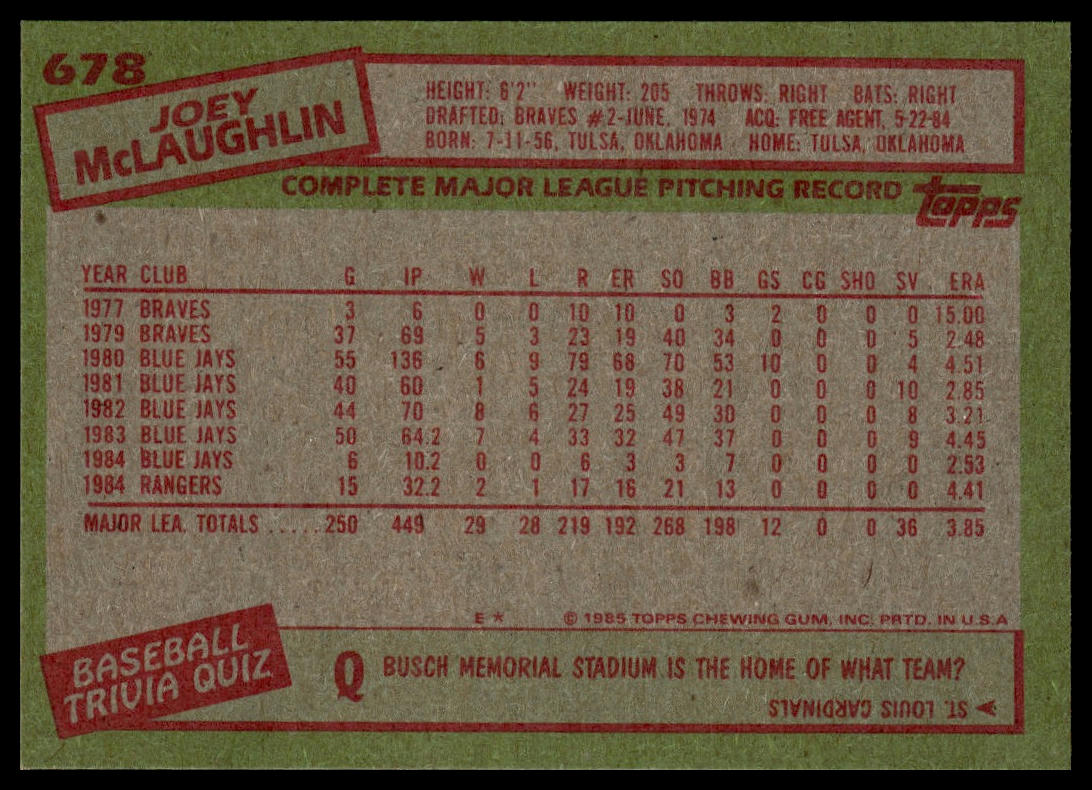 678
JOEY
McLAUGHLIN
HEIGHT: 6'2" WEIGHT: 205 THROWS: RIGHT BATS: RIGHT
DRAFTED: BRAVES #2-JUNE, 1974 ACQ: FREE AGENT, 5-22-84
BORN: 7-11-56, TULSA, OKLAHOMA HOME: TULSA, OKLAHOMA
COMPLETE MAJOR LEAGUE PITCHING RECORD topps
YEAR CLUB G IP W L R ER SO BB GS CG SHO SV ERA
1977 BRAVES 3 6 0 0 10 10 0 3 2 0 0 0 15.00
1979 BRAVES 37 69 5 3 23 19 40 34 0 0 0 5 2.48
1980 BLUE JAYS 55 136 6 9 79 68 70 53 10 0 0 4 4.51
1981 BLUE JAYS 40 60 1 5 24 19 38 21 0 0 0 10 2.85
1982 BLUE JAYS 44 70 8 6 27 25 49 30 0 0 0 8 3.21
1983 BLUE JAYS 50 64.2 7 4 33 32 47 37 0 0 0 9 4.45
1984 BLUE JAYS 6 10.2 0 0 6 3 3 7 0 0 0 0 2.53
1984 RANGERS 15 32.2 2 1 17 16 21 13 0 0 0 0 4.41
MAJOR LEA. TOTALS ..... 250 449 29 28 219 192 268 198 12 0 0 36 3.85
E * © 1985 TOPPS CHEWING GUM, INC. PRTD. IN U.S.A
BASEBALL
TRIVIA QUIZ
Q BUSCH MEMORIAL STADIUM IS THE HOME OF WHAT TEAM?
ST. LOUIS CARDINALS